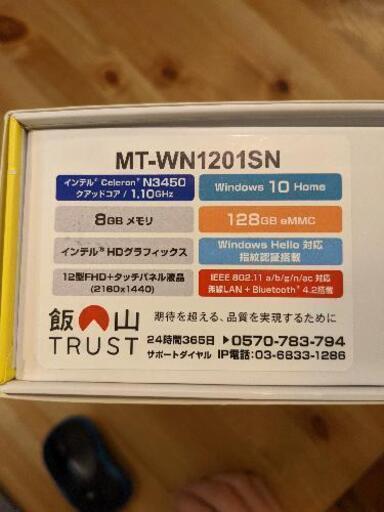 MT-WN1201SN
インテル® Celeron® N3450
クアッドコア / 1.10GHz
Windows 10 Home
8GB メモリ
128GB eMMC
インテル® HDグラフィックス
Windows Hello 対応
指紋認証搭載
12型FHD+タッチパネル液晶
(2160x1440)
IEEE 802.11 a/b/g/n/ac 対応
無線LAN + Bluetooth® 4.2搭載
飯山
TRUST
期待を超える、品質を実現するために
24時間365日 ▶0570-783-794
サポートダイヤル IP電話:03-6833-1286